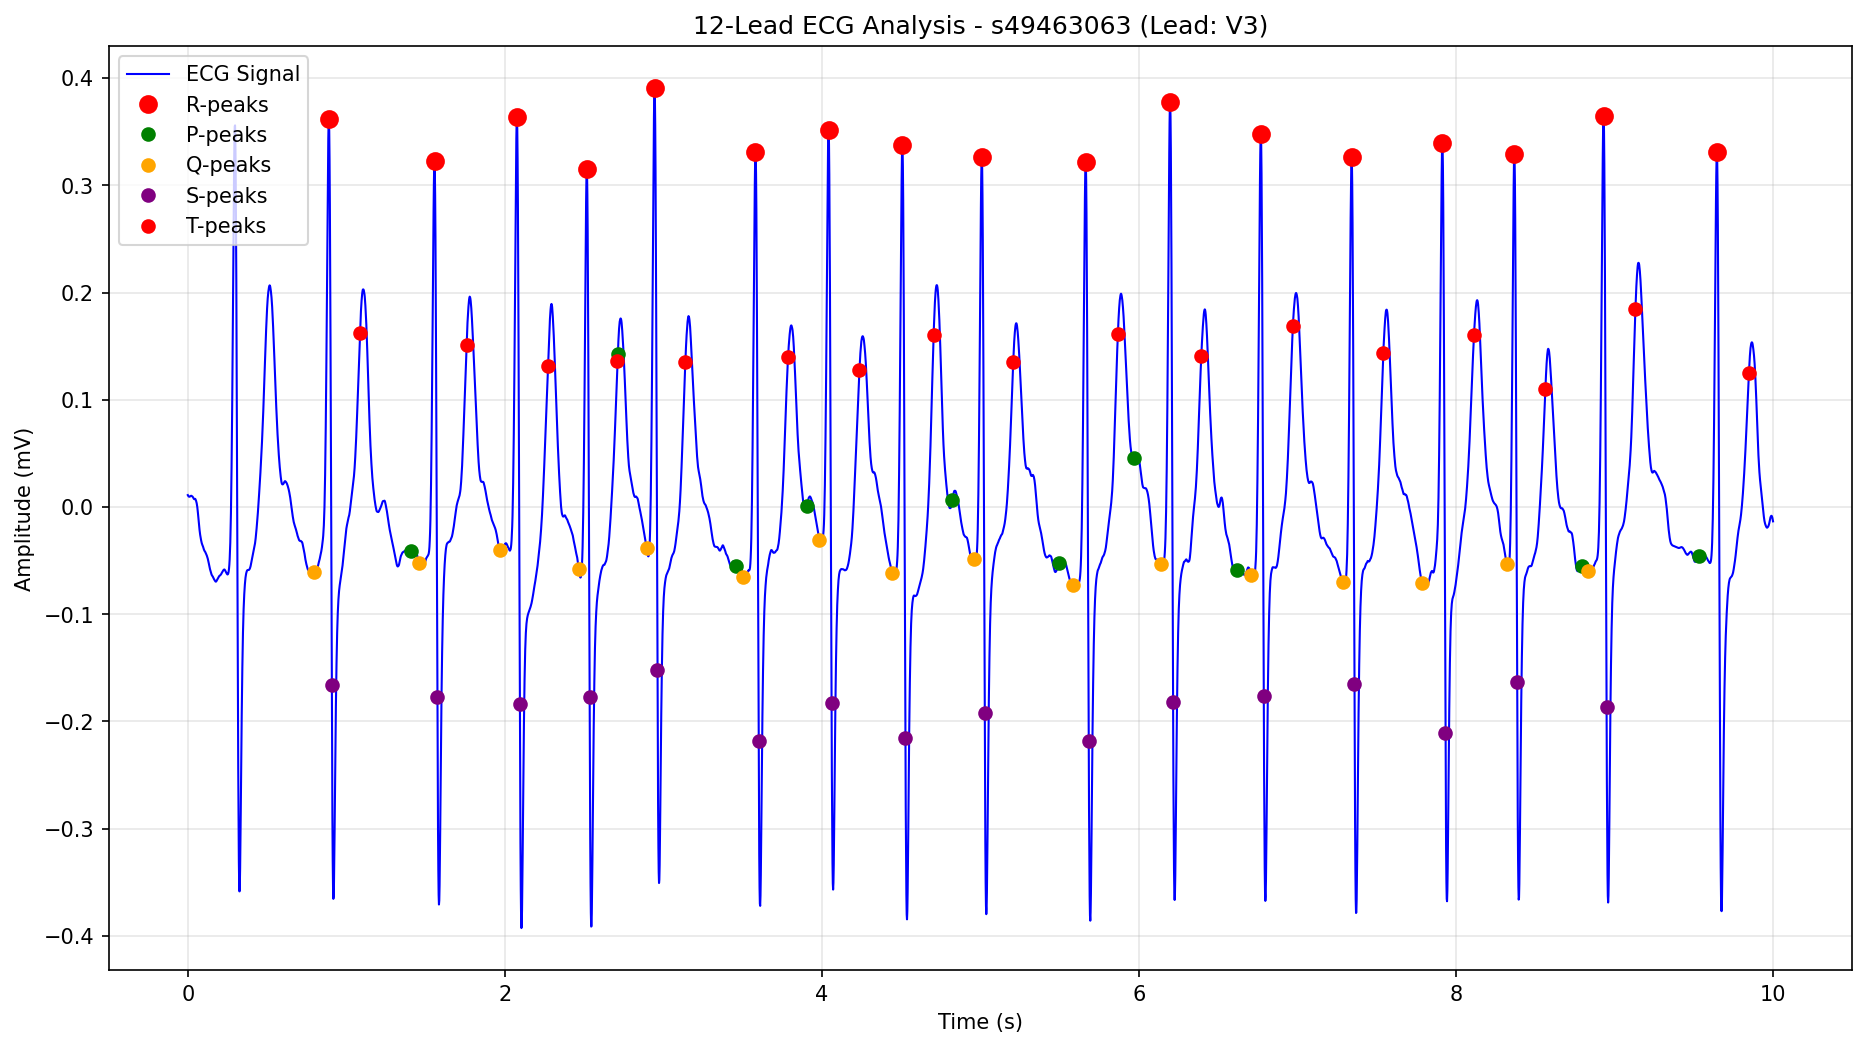 12-Lead ECG Analysis - s49463063 (Lead: V3)
ECG Signal
R-peaks
P-peaks
Q-peaks
S-peaks
T-peaks
0.4
0.3
0.2
0.1
0.0
−0.1
−0.2
−0.3
−0.4
Amplitude (mV)
0 2 4 6 8 10
Time (s)